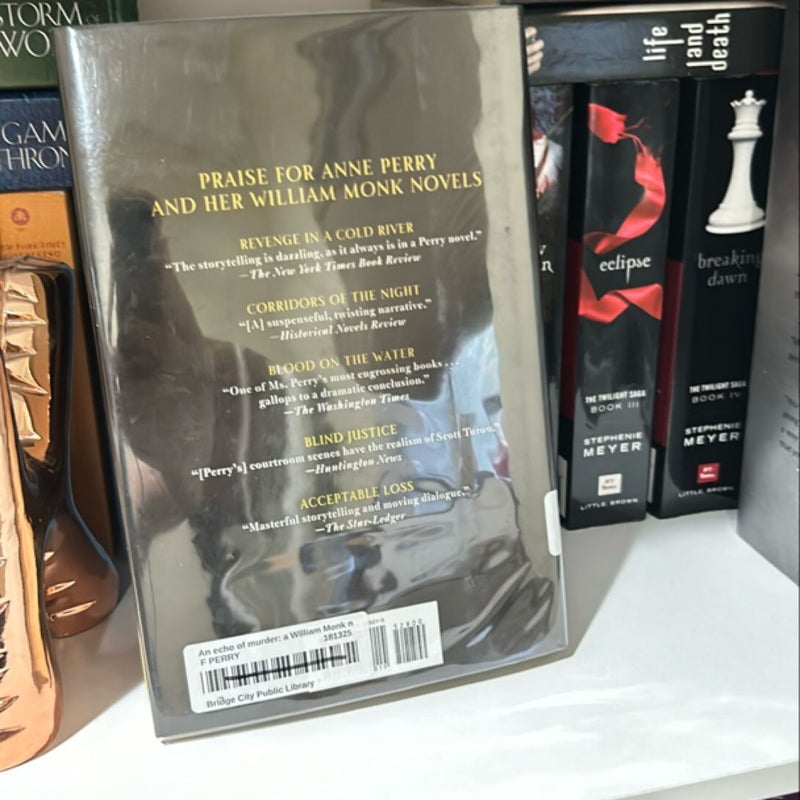 STORM OF
GAM
THRON
PRAISE FOR ANNE PERRY
AND HER WILLIAM MONK NOVELS
REVENGE IN A COLD RIVER
“The storytelling is dazzling, as it always is in a Perry novel.”
—The New York Times Book Review
CORRIDORS OF THE NIGHT
“[A] suspenseful, twisting narrative.”
—Historical Novels Review
BLOOD ON THE WATER
“One of Ms. Perry’s most engrossing books . . .
gallops to a dramatic conclusion.”
—The Washington Times
BLIND JUSTICE
“[Perry’s] courtroom scenes have the realism of Scott Turow.”
—Huntington News
ACCEPTABLE LOSS
“Masterful storytelling and moving dialogue.”
—The Star-Ledger
An echo of murder: a William Monk n
F PERRY 181325
Bridge City Public Library
52800
life and death
eclipse
THE TWILIGHT SAGA
BOOK III
STEPHENIE
MEYER
LITTLE, BROWN
breaking
dawn
THE TWILIGHT SAGA
BOOK IV
STEPHENIE
MEYER
LITTLE, BROWN